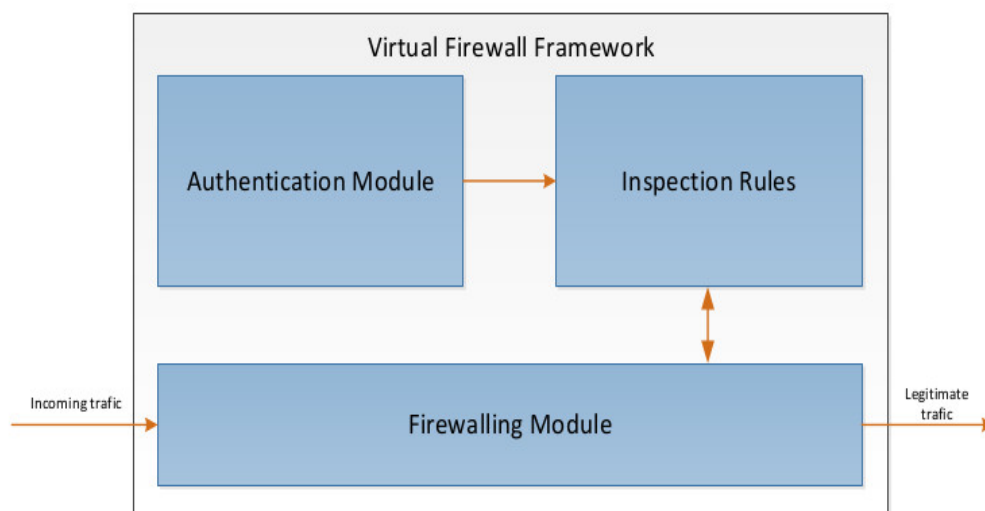 Virtual Firewall Framework
Authentication Module
Inspection Rules
Incoming trafic
Firewalling Module
Legitimate
trafic